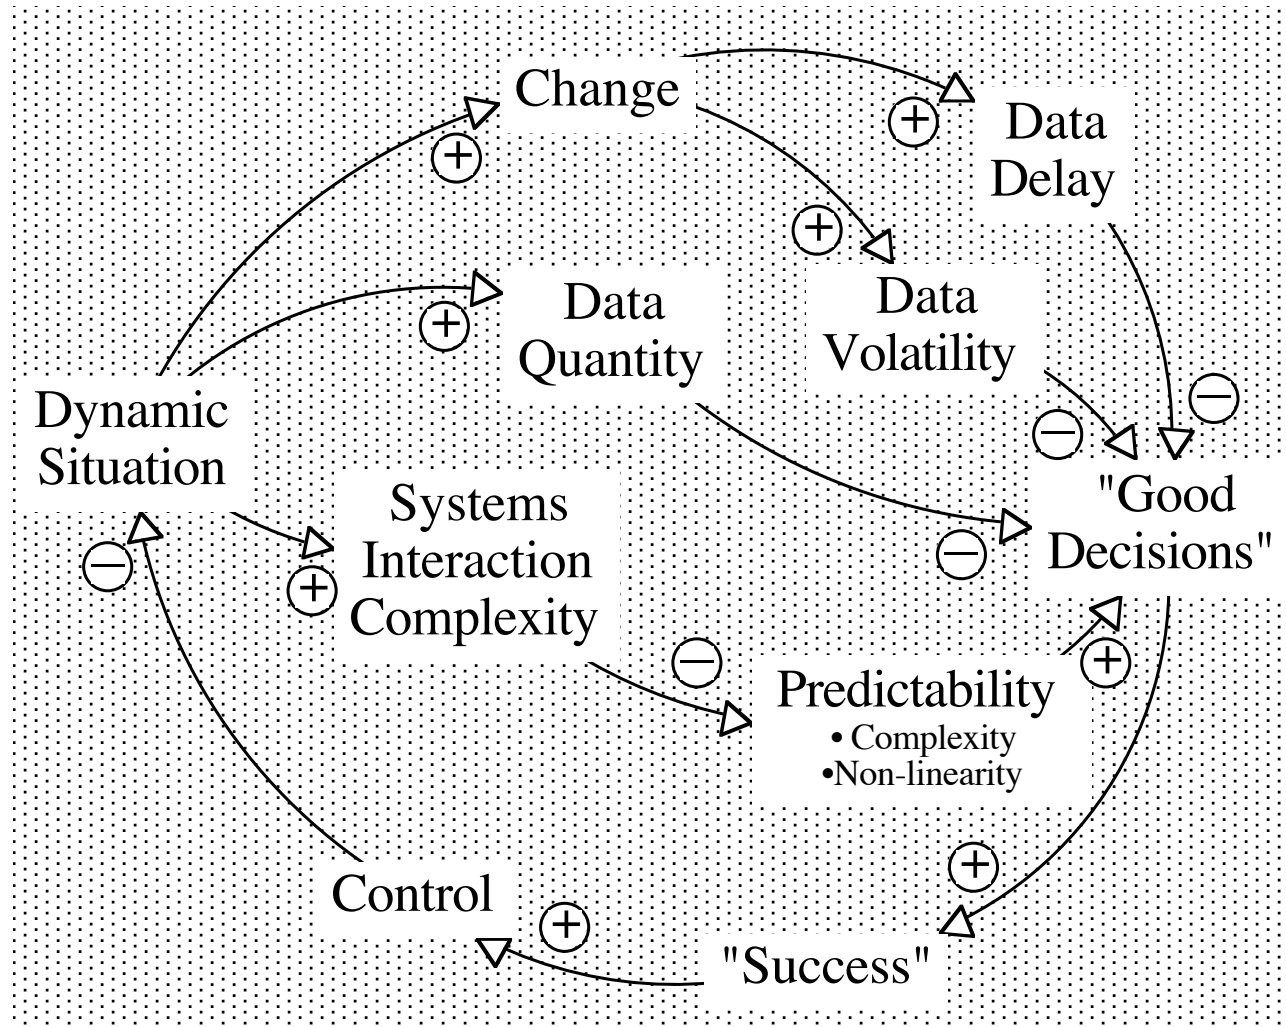 Change
+
+
Data
Delay
+
Data
Quantity
+
Data
Volatility
−
−
Dynamic
Situation
−
+
Systems
Interaction
Complexity
−
"Good
Decisions"
−
Predictability
• Complexity
•Non-linearity
+
+
Control
+
"Success"